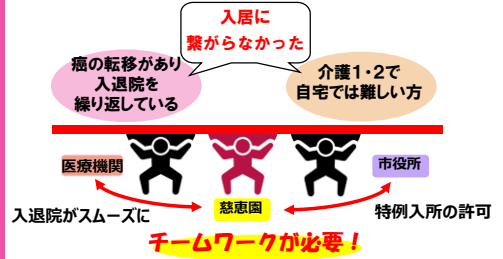 入居に
繋がらなかった
癌の転移があり
入退院を
繰り返している
介護1・2で
自宅では難しい方
医療機関
市役所
慈恵園
入退院がスムーズに
特例入所の許可
チームワークが必要！